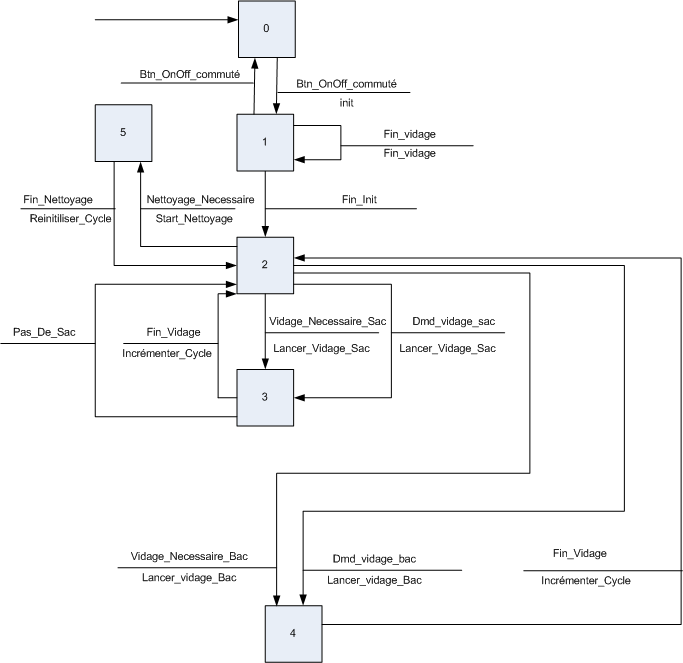 0
Btn_OnOff_commuté
Btn_OnOff_commuté
init
5
1
Fin_vidage
Fin_vidage
Fin_Nettoyage
Reinitiliser_Cycle
Nettoyage_Necessaire
Start_Nettoyage
Fin_Init
2
Pas_De_Sac
Fin_Vidage
Incrémenter_Cycle
Vidage_Necessaire_Sac
Lancer_Vidage_Sac
Dmd_vidage_sac
Lancer_Vidage_Sac
3
Vidage_Necessaire_Bac
Lancer_vidage_Bac
Dmd_vidage_bac
Lancer_vidage_Bac
Fin_Vidage
Incrémenter_Cycle
4